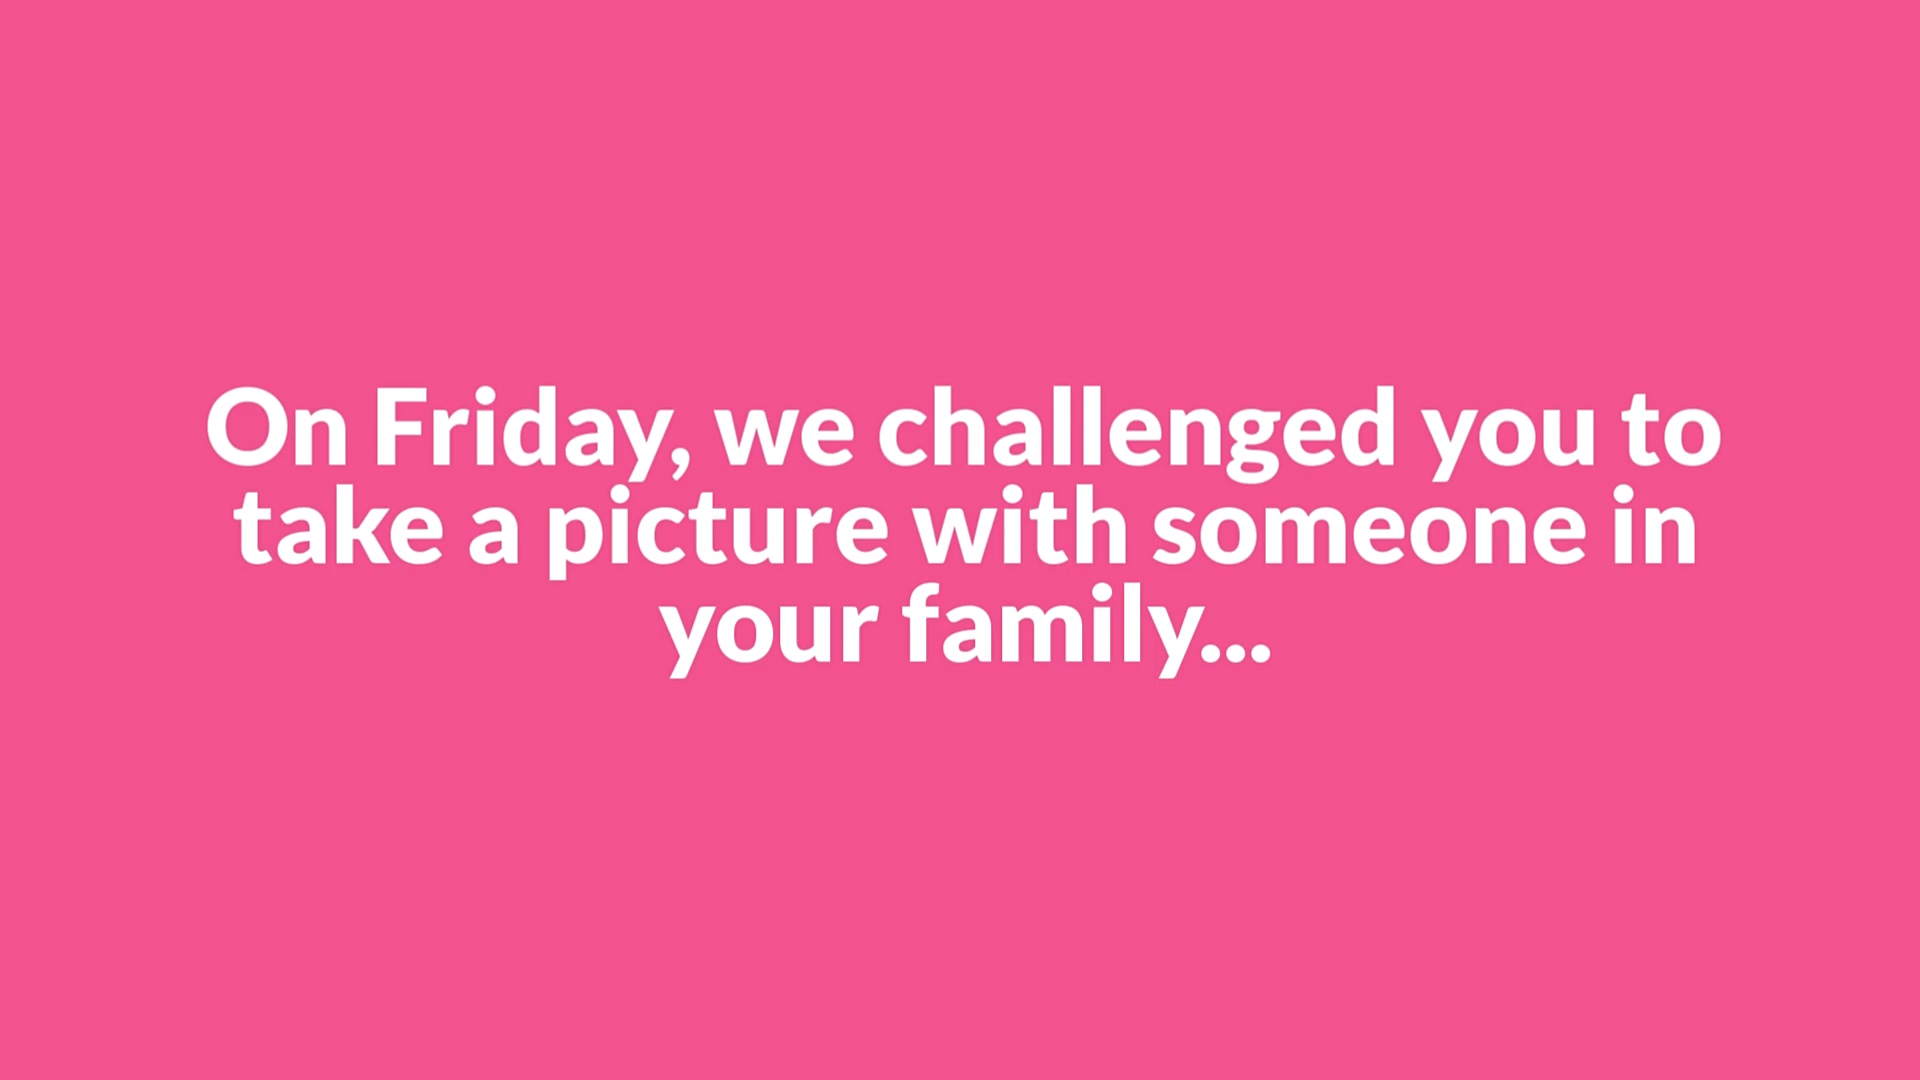 On Friday, we challenged you to
take a picture with someone in
your family...